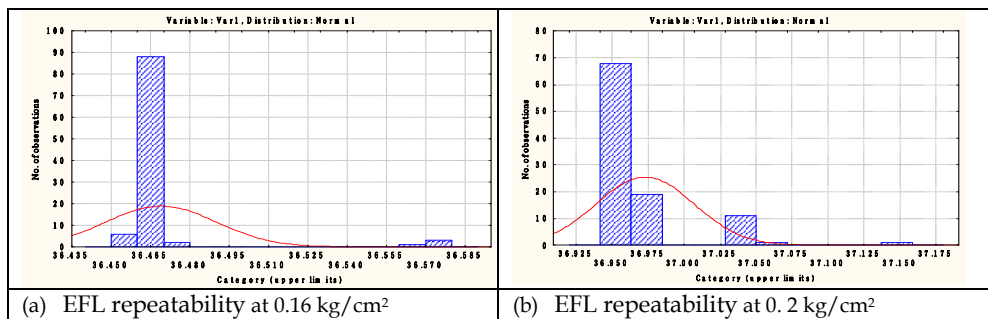 Variable: Var1, Distribution: Normal
No. of observations
100
90
80
70
60
50
40
30
20
10
0
36.435 36.465 36.495 36.525 36.555 36.585
36.450 36.480 36.510 36.540 36.570
Category (upper limits)
(a) EFL repeatability at 0.16 kg/cm²
Variable: Var1, Distribution: Normal
No. of observations
80
70
60
50
40
30
20
10
0
36.925 36.975 37.025 37.075 37.125 37.175
36.950 37.000 37.050 37.100 37.150
Category (upper limits)
(b) EFL repeatability at 0. 2 kg/cm²